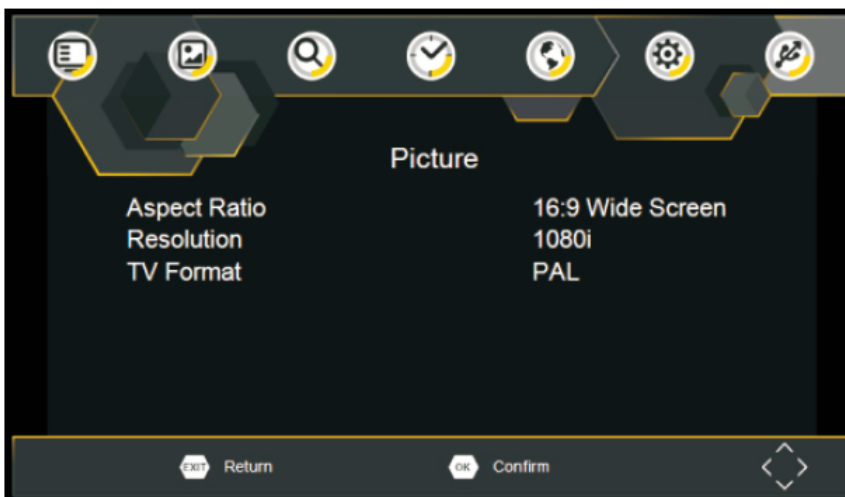 Picture
Aspect Ratio 16:9 Wide Screen
Resolution 1080i
TV Format PAL
EXIT Return OK Confirm